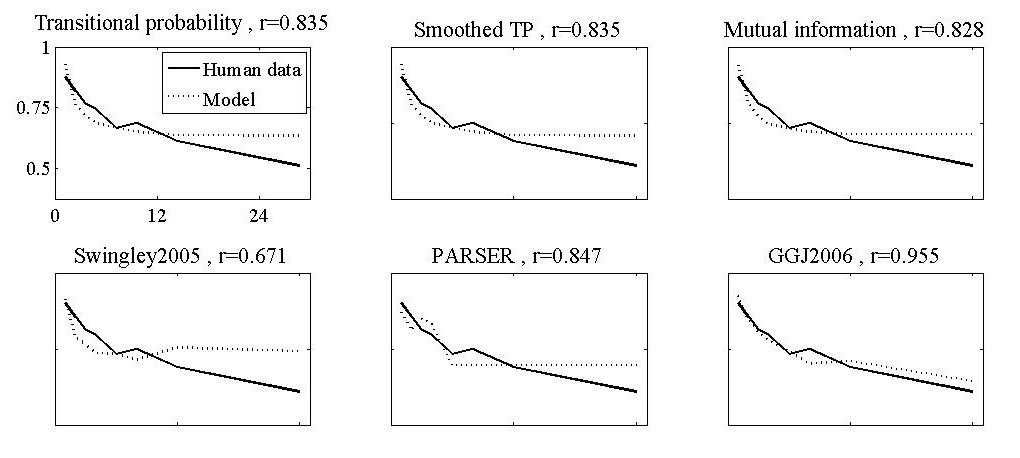 Transitional probability , r=0.835
Smoothed TP , r=0.835
Mutual information , r=0.828
1
0.75
0.5
Human data
Model
0
12
24
Swingley2005 , r=0.671
PARSER , r=0.847
GGJ2006 , r=0.955